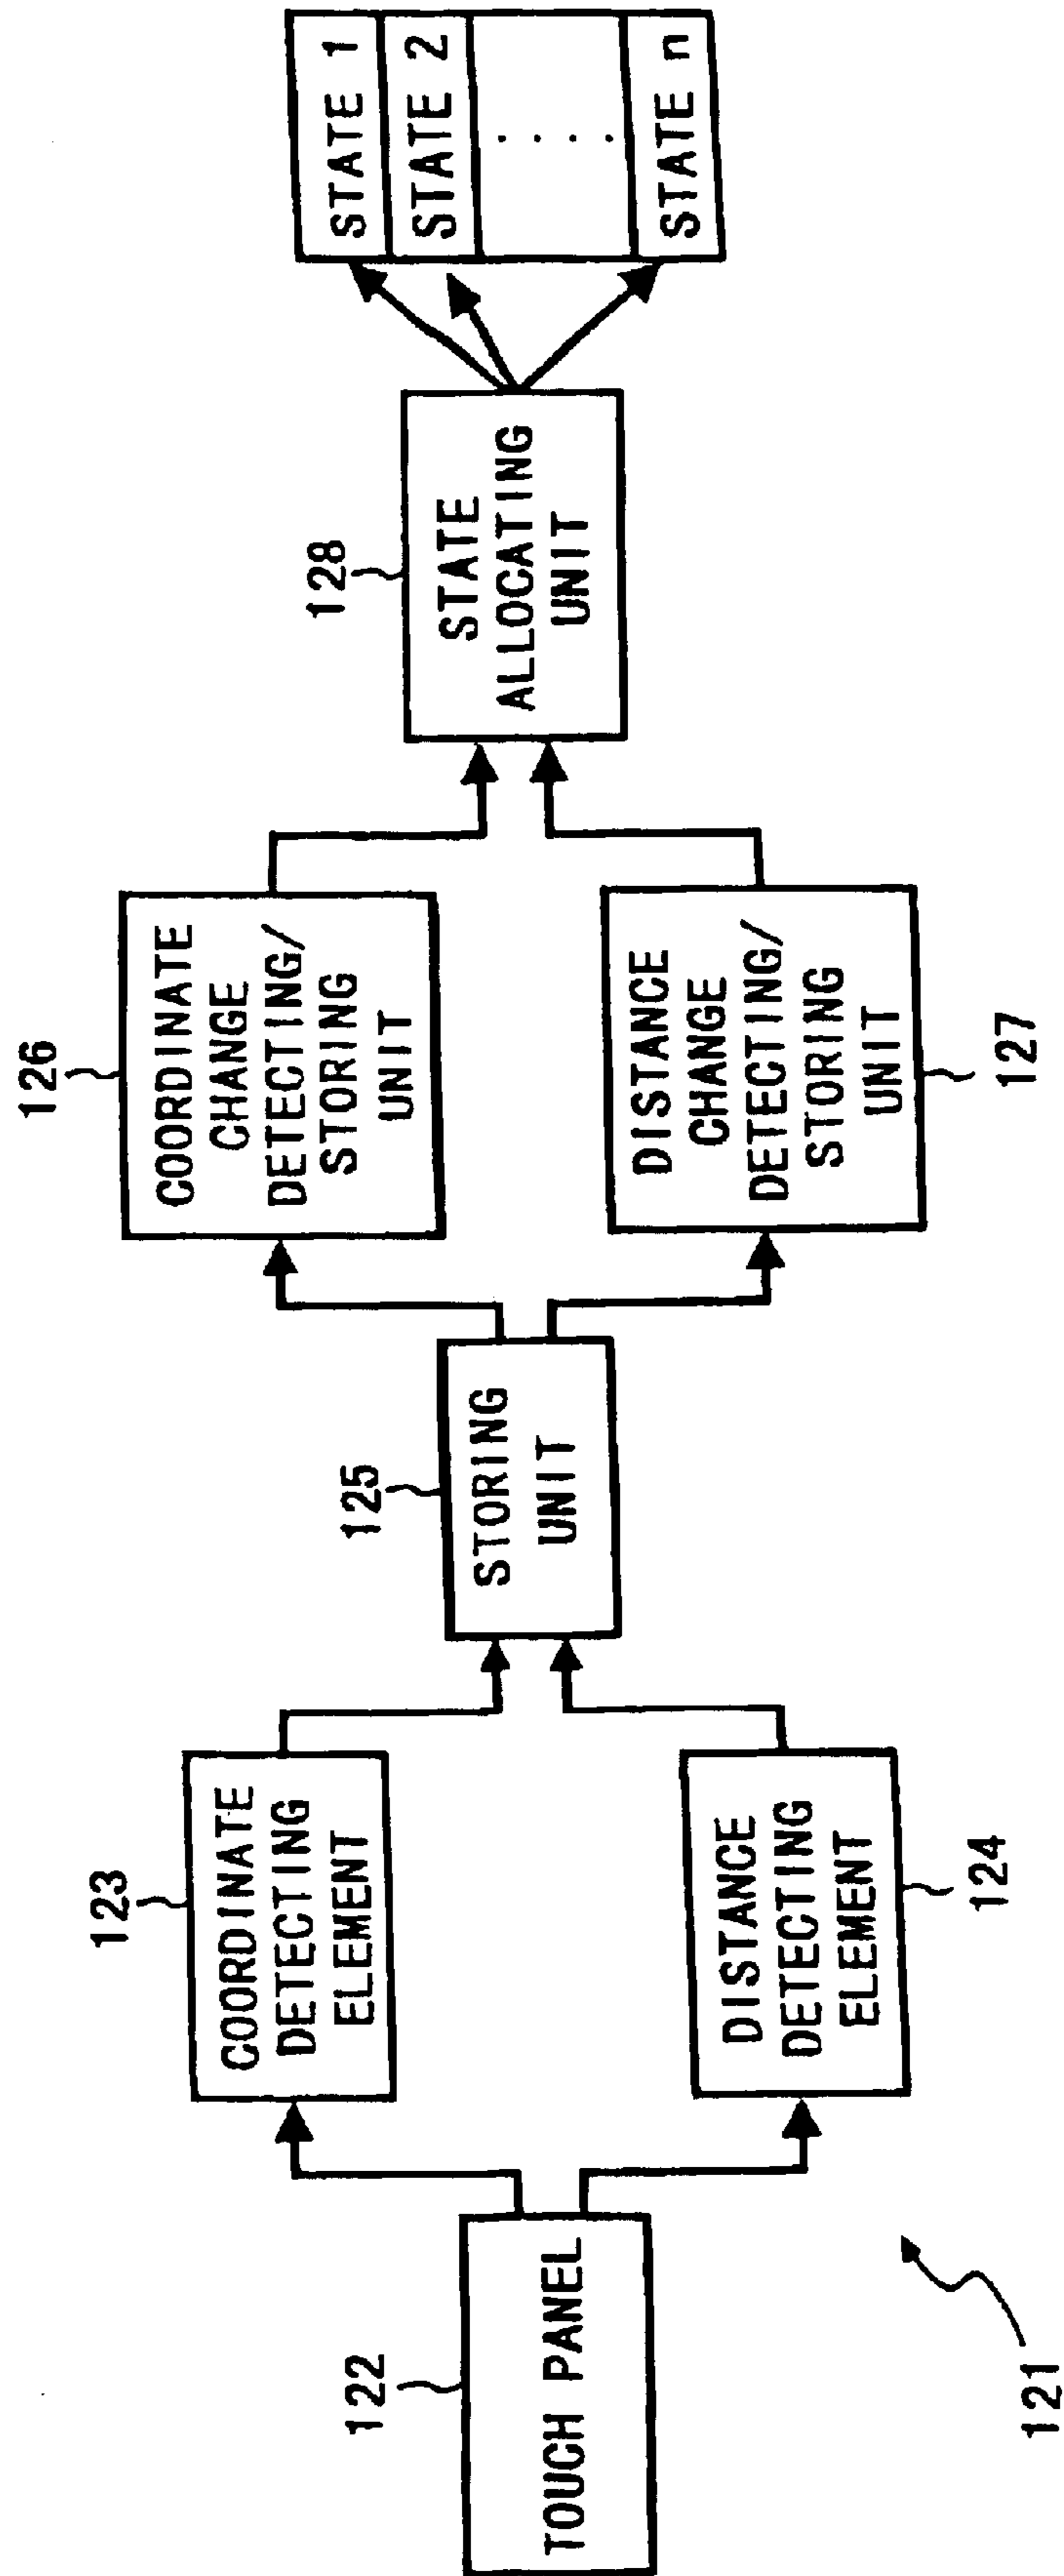 121
122
TOUCH PANEL
123
COORDINATE
DETECTING
ELEMENT
DISTANCE
DETECTING
ELEMENT
124
125
STORING
UNIT
126
COORDINATE
CHANGE
DETECTING/
STORING
UNIT
DISTANCE
CHANGE
DETECTING/
STORING
UNIT
127
128
STATE
ALLOCATING
UNIT
STATE 1
STATE 2
....
STATE n